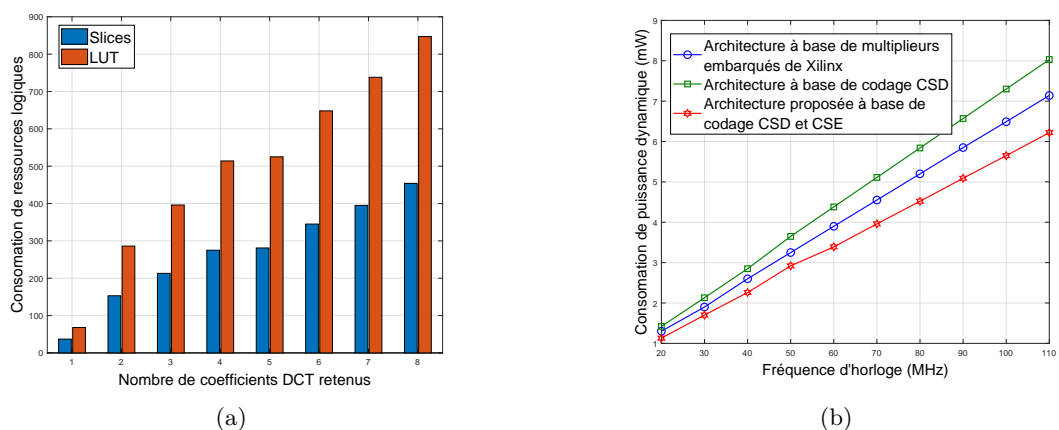 900
800
700
600
500
400
300
200
100
0
Slices
LUT
Consomation de ressources logiques
1 2 3 4 5 6 7 8
Nombre de coefficients DCT retenus
(a)
9
8
7
6
5
4
3
2
1
Architecture à base de multiplieurs
embarqués de Xilinx
Architecture à base de codage CSD
Architecture proposée à base de
codage CSD et CSE
Consomation de puissance dynamique (mW)
20 30 40 50 60 70 80 90 100 110
Fréquence d'horloge (MHz)
(b)